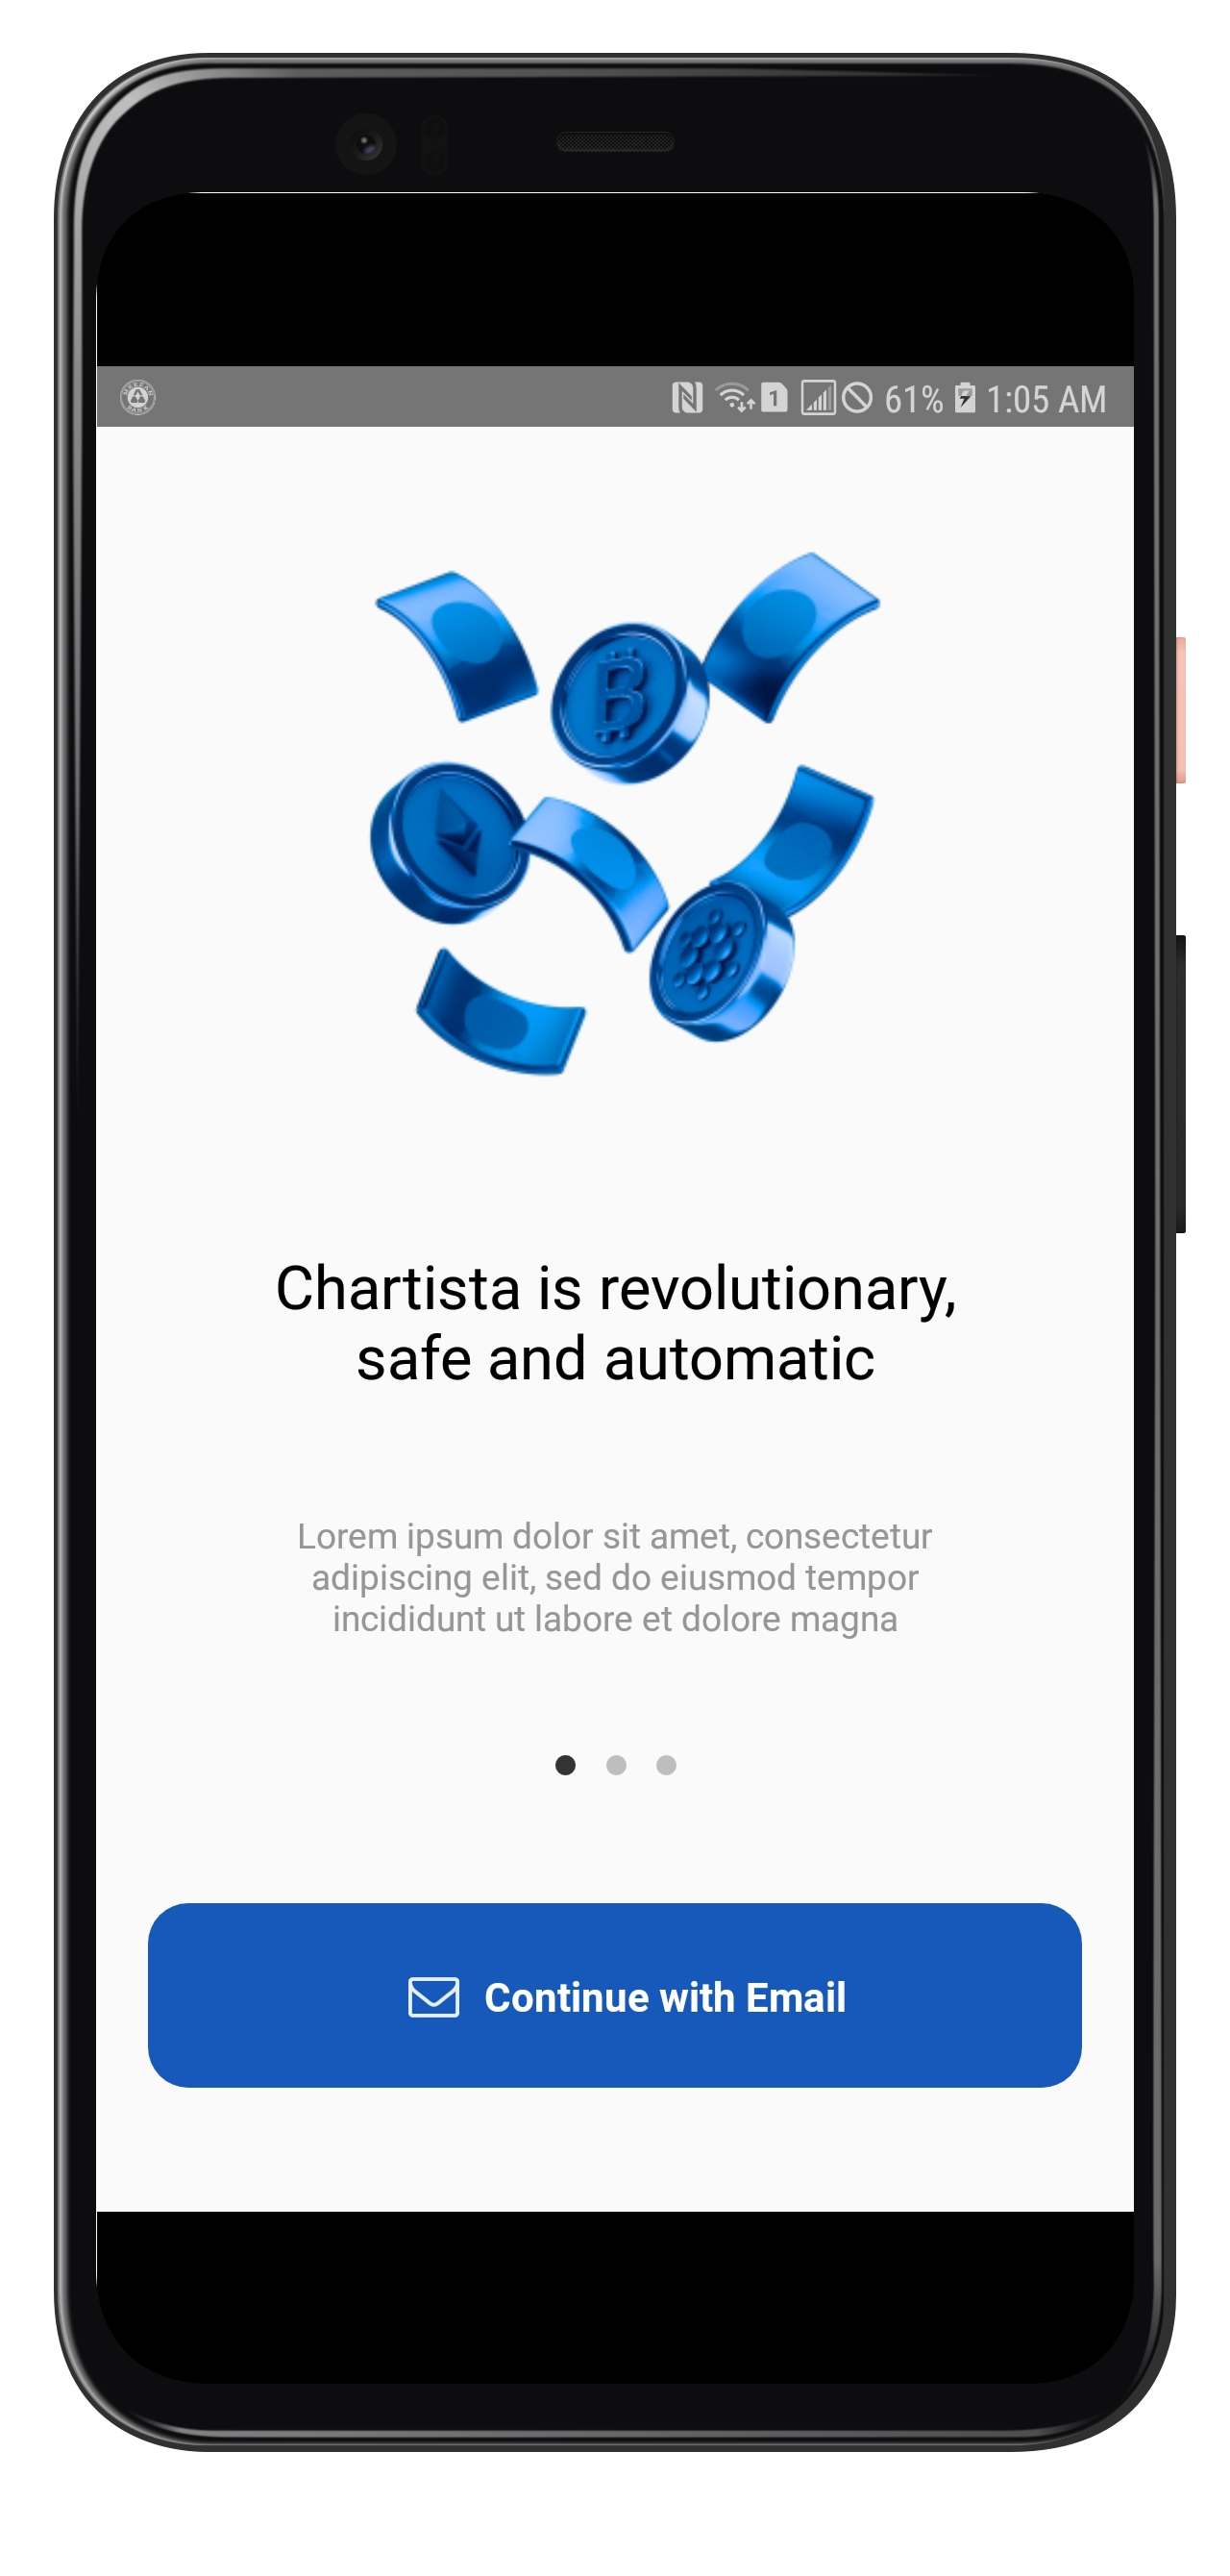 1 61% 1:05 AM
B
Chartista is revolutionary,
safe and automatic
Lorem ipsum dolor sit amet, consectetur
adipiscing elit, sed do eiusmod tempor
incididunt ut labore et dolore magna
Continue with Email